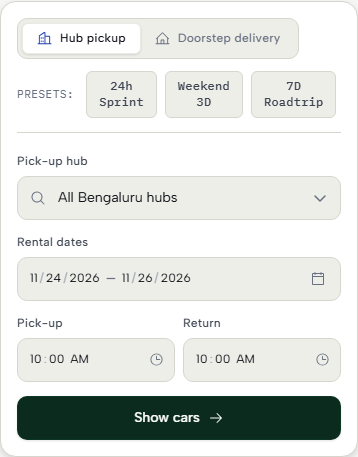 Hub pickup
Doorstep delivery
PRESETS:
24h
Sprint
Weekend
3D
7D
Roadtrip
Pick-up hub
All Bengaluru hubs
Rental dates
11/24/2026 — 11/26/2026
Pick-up
Return
10:00 AM
10:00 AM
Show cars →